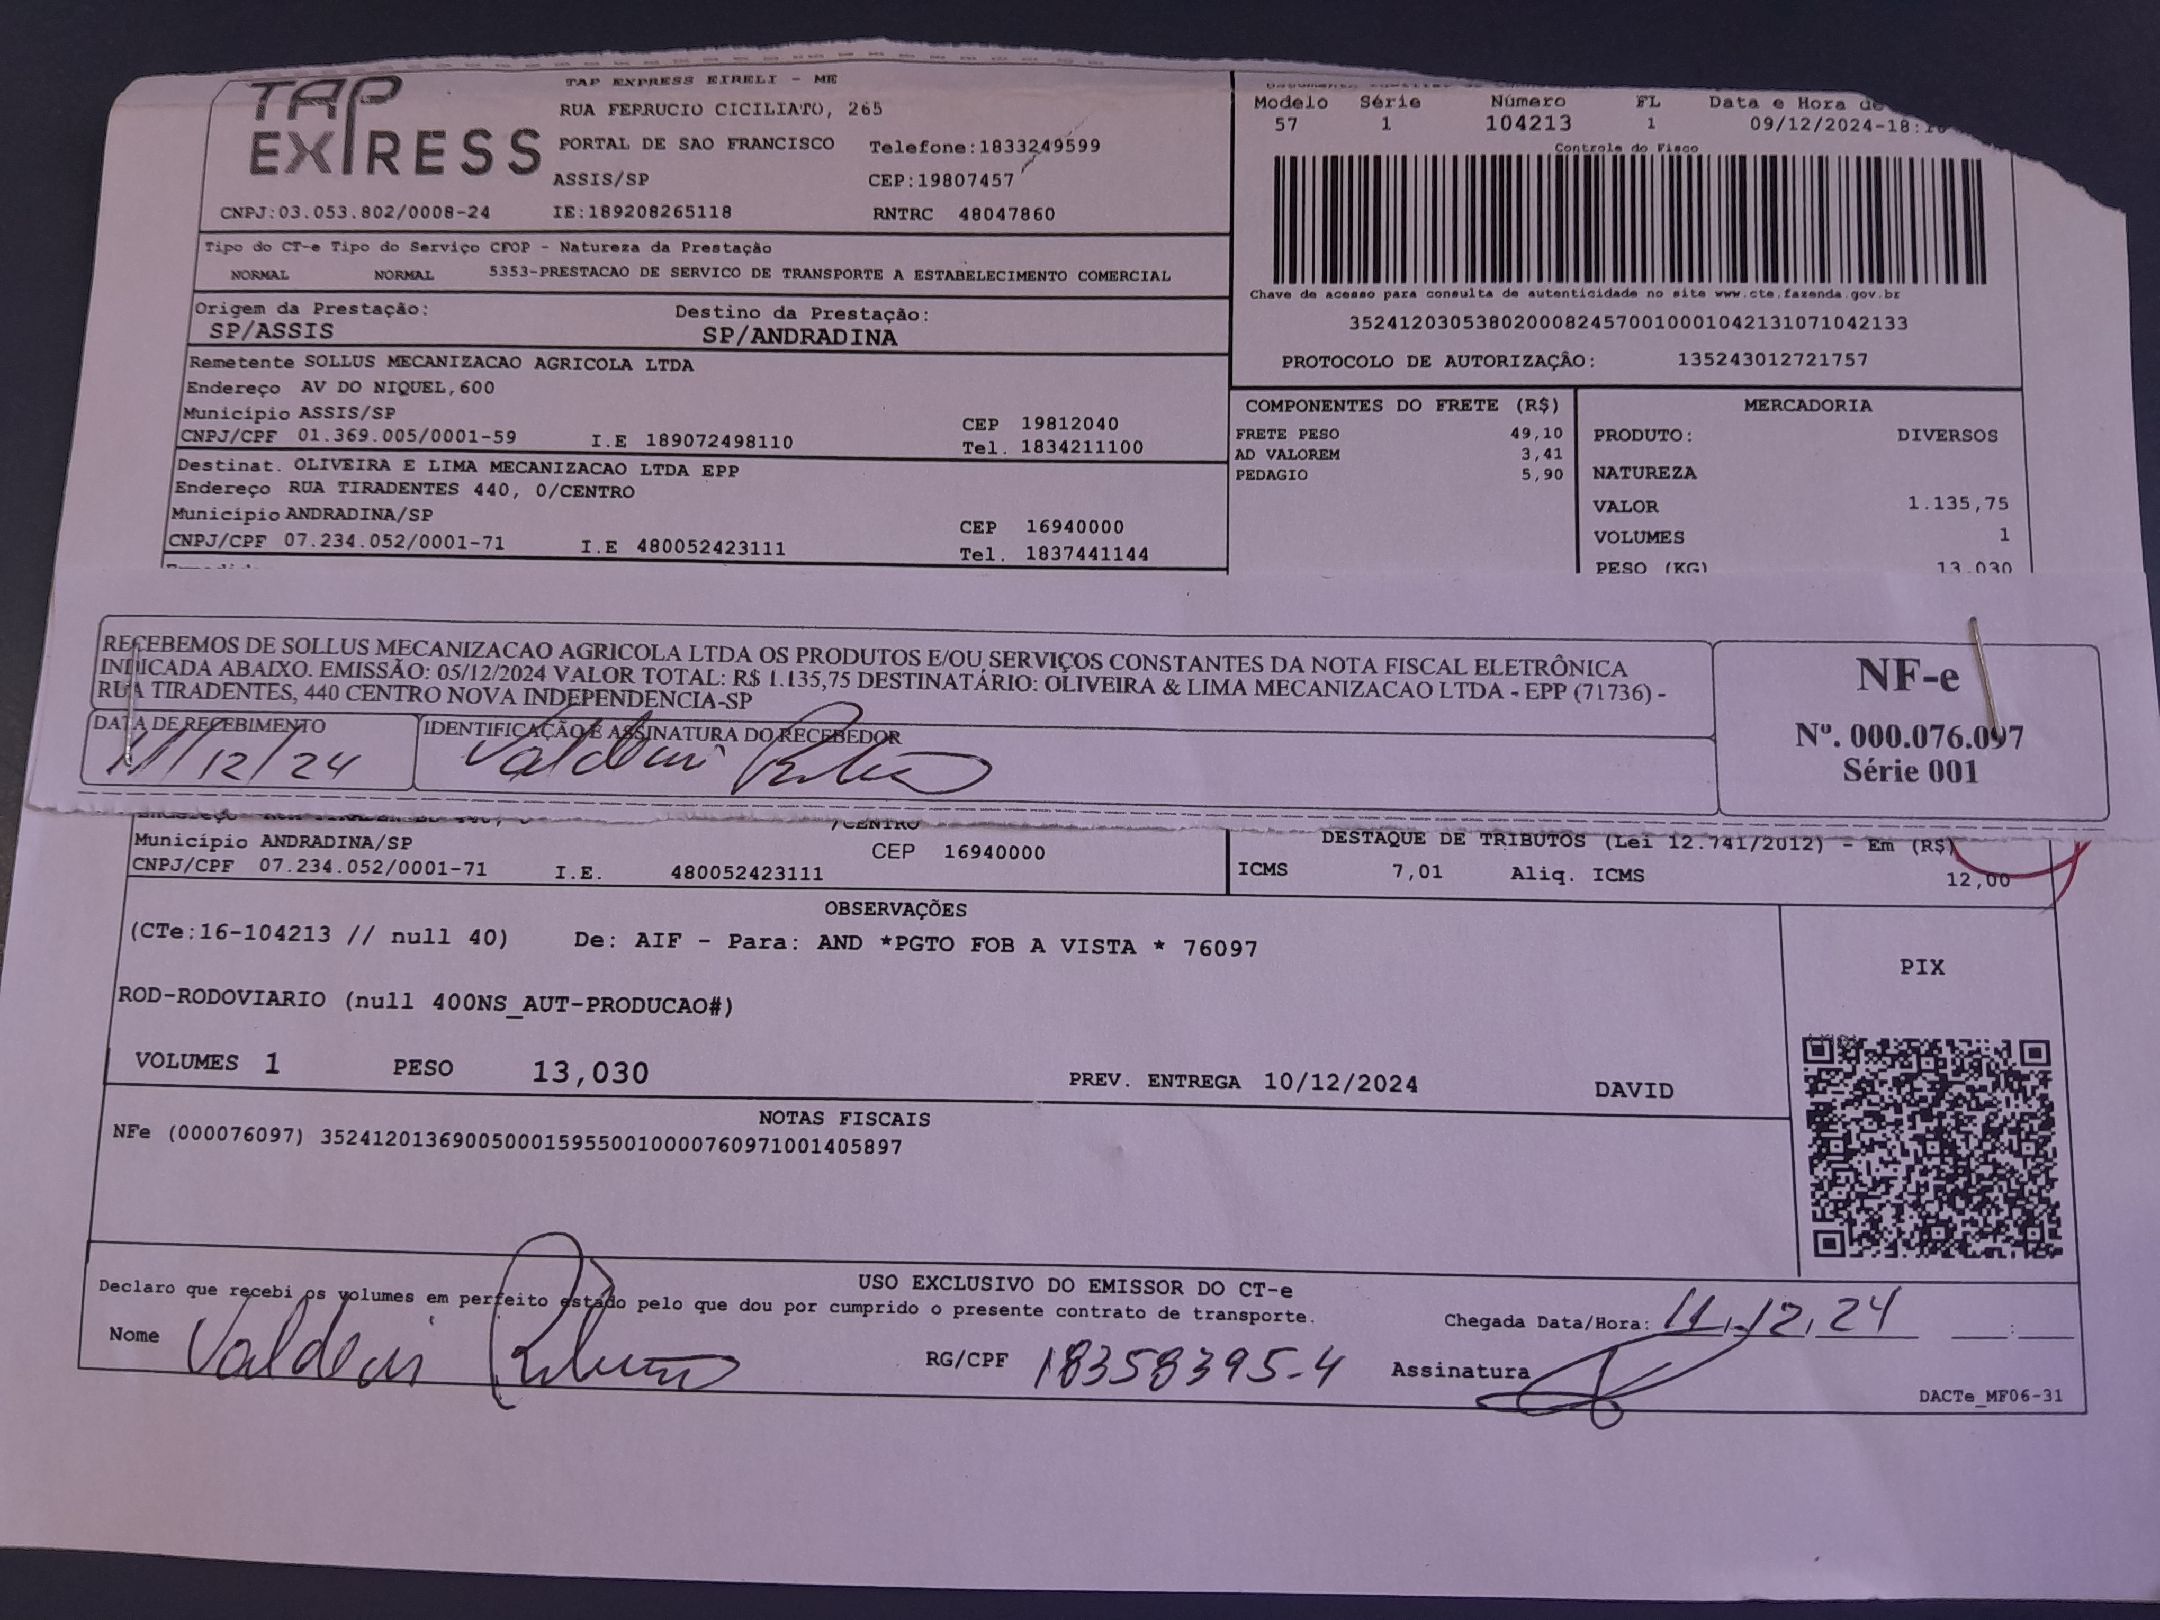 TAP EXPRESS
TAP EXPRESS EIRELI - ME
RUA FEPRUCIO CICILIATO, 265
PORTAL DE SAO FRANCISCO Telefone:1833249599
ASSIS/SP CEP:19807457
CNPJ:03.053.802/0008-24 IE:189208265118 RNTRC 48047860
Modelo Série Número FL Data e Hora de
57 1 104213 1 09/12/2024-18:
Controle do Fisco
Chave de acesso para consulta de autenticidade no site www.cte.fazenda.gov.br
35241203053802000824570010001042131071042133
PROTOCOLO DE AUTORIZAÇÃO: 135243012721757
Tipo do CT-e Tipo do Serviço CFOP - Natureza da Prestação
NORMAL NORMAL 5353-PRESTACAO DE SERVICO DE TRANSPORTE A ESTABELECIMENTO COMERCIAL
Origem da Prestação: Destino da Prestação:
SP/ASSIS SP/ANDRADINA
Remetente SOLLUS MECANIZACAO AGRICOLA LTDA
Endereço AV DO NIQUEL,600
Município ASSIS/SP CEP 19812040
CNPJ/CPF 01.369.005/0001-59 I.E 189072498110 Tel. 1834211100
Destinat. OLIVEIRA E LIMA MECANIZACAO LTDA EPP
Endereço RUA TIRADENTES 440, 0/CENTRO
Município ANDRADINA/SP CEP 16940000
CNPJ/CPF 07.234.052/0001-71 I.E 480052423111 Tel. 1837441144
COMPONENTES DO FRETE (R$)
FRETE PESO 49,10
AD VALOREM 3,41
PEDAGIO 5,90
MERCADORIA
PRODUTO: DIVERSOS
NATUREZA
VALOR 1.135,75
VOLUMES 1
PESO (KG) 13,030
RECEBEMOS DE SOLLUS MECANIZACAO AGRICOLA LTDA OS PRODUTOS E/OU SERVIÇOS CONSTANTES DA NOTA FISCAL ELETRÔNICA
INDICADA ABAIXO. EMISSÃO: 05/12/2024 VALOR TOTAL: R$ 1.135,75 DESTINATÁRIO: OLIVEIRA & LIMA MECANIZACAO LTDA - EPP (71736) -
RUA TIRADENTES, 440 CENTRO NOVA INDEPENDENCIA-SP
DATA DE RECEBIMENTO IDENTIFICAÇÃO E ASSINATURA DO RECEBEDOR
11/12/24 Valdeni
NF-e
Nº. 000.076.097
Série 001
/CENTRO
Município ANDRADINA/SP CEP 16940000
CNPJ/CPF 07.234.052/0001-71 I.E. 480052423111
DESTAQUE DE TRIBUTOS (Lei 12.741/2012) - Em (R$)
ICMS 7,01 Aliq. ICMS 12,00
OBSERVAÇÕES
(CTe:16-104213 // null 40) De: AIF - Para: AND *PGTO FOB A VISTA * 76097
ROD-RODOVIARIO (null 400NS_AUT-PRODUCAO#)
PIX
VOLUMES 1 PESO 13,030 PREV. ENTREGA 10/12/2024 DAVID
NOTAS FISCAIS
NFe (000076097) 35241201369005000159550010000760971001405897
USO EXCLUSIVO DO EMISSOR DO CT-e
Declaro que recebi os volumes em perfeito estado pelo que dou por cumprido o presente contrato de transporte.
Chegada Data/Hora: 11.12.24 :
Nome Valdeni RG/CPF 18358395-4 Assinatura
DACTe_MF06-31